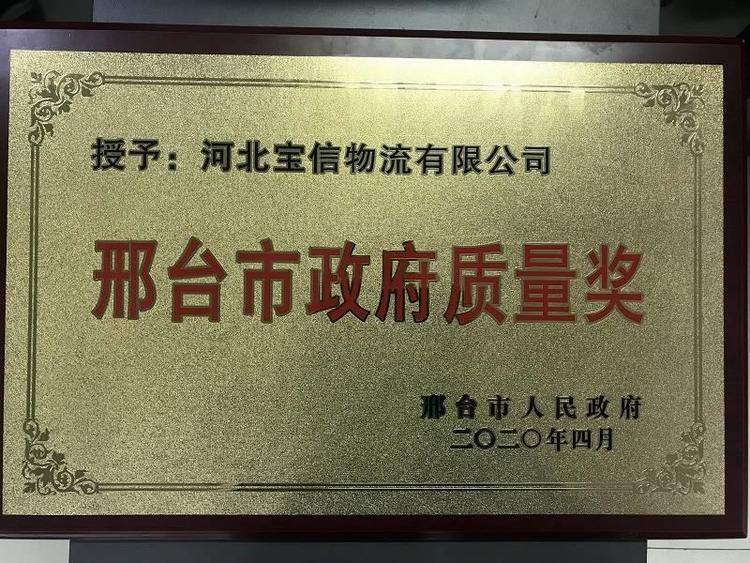 授予：河北宝信物流有限公司
邢台市政府质量奖
邢台市人民政府
二〇二〇年四月